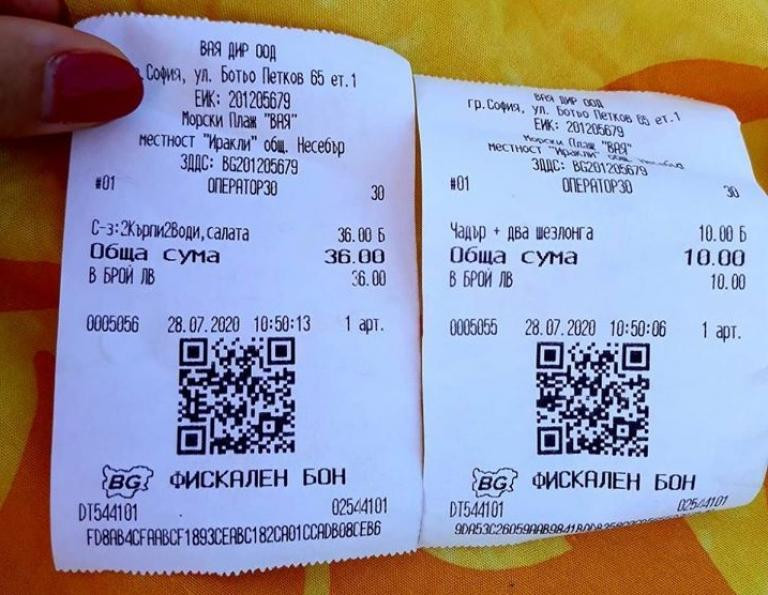 ВАЯ ДИР ООД
София, ул. Ботьо Петков 65 ет.1
ЕИК: 201205679
Морски Плаж "ВАЯ"
местност "Иракли" общ. Несебър
ЗДДС: BG201205679
#01 ОПЕРАТОР30 30
С-з:2Кърпи2Води,салата 36.00 Б
Обща сума 36.00
В БРОЙ ЛВ 36.00
0005056 28.07.2020 10:50:13 1 арт.
BG ФИСКАЛЕН БОН
DT544101 02544101
FD8AB4CFAABCF1893CEABC182CA01CCADB08CEB6
ВАЯ ДИР ООД
гр.София, ул. Ботьо Петков 65 ет.1
ЕИК: 201205679
Морски Плаж "ВАЯ"
местност "Иракли" общ. Несебър
ЗДДС: BG201205679
#01 ОПЕРАТОР30 30
Чадър + два шезлонга 10.00 Б
Обща сума 10.00
В БРОЙ ЛВ 10.00
0005055 28.07.2020 10:50:06 1 арт.
BG ФИСКАЛЕН БОН
DT544101 02544101